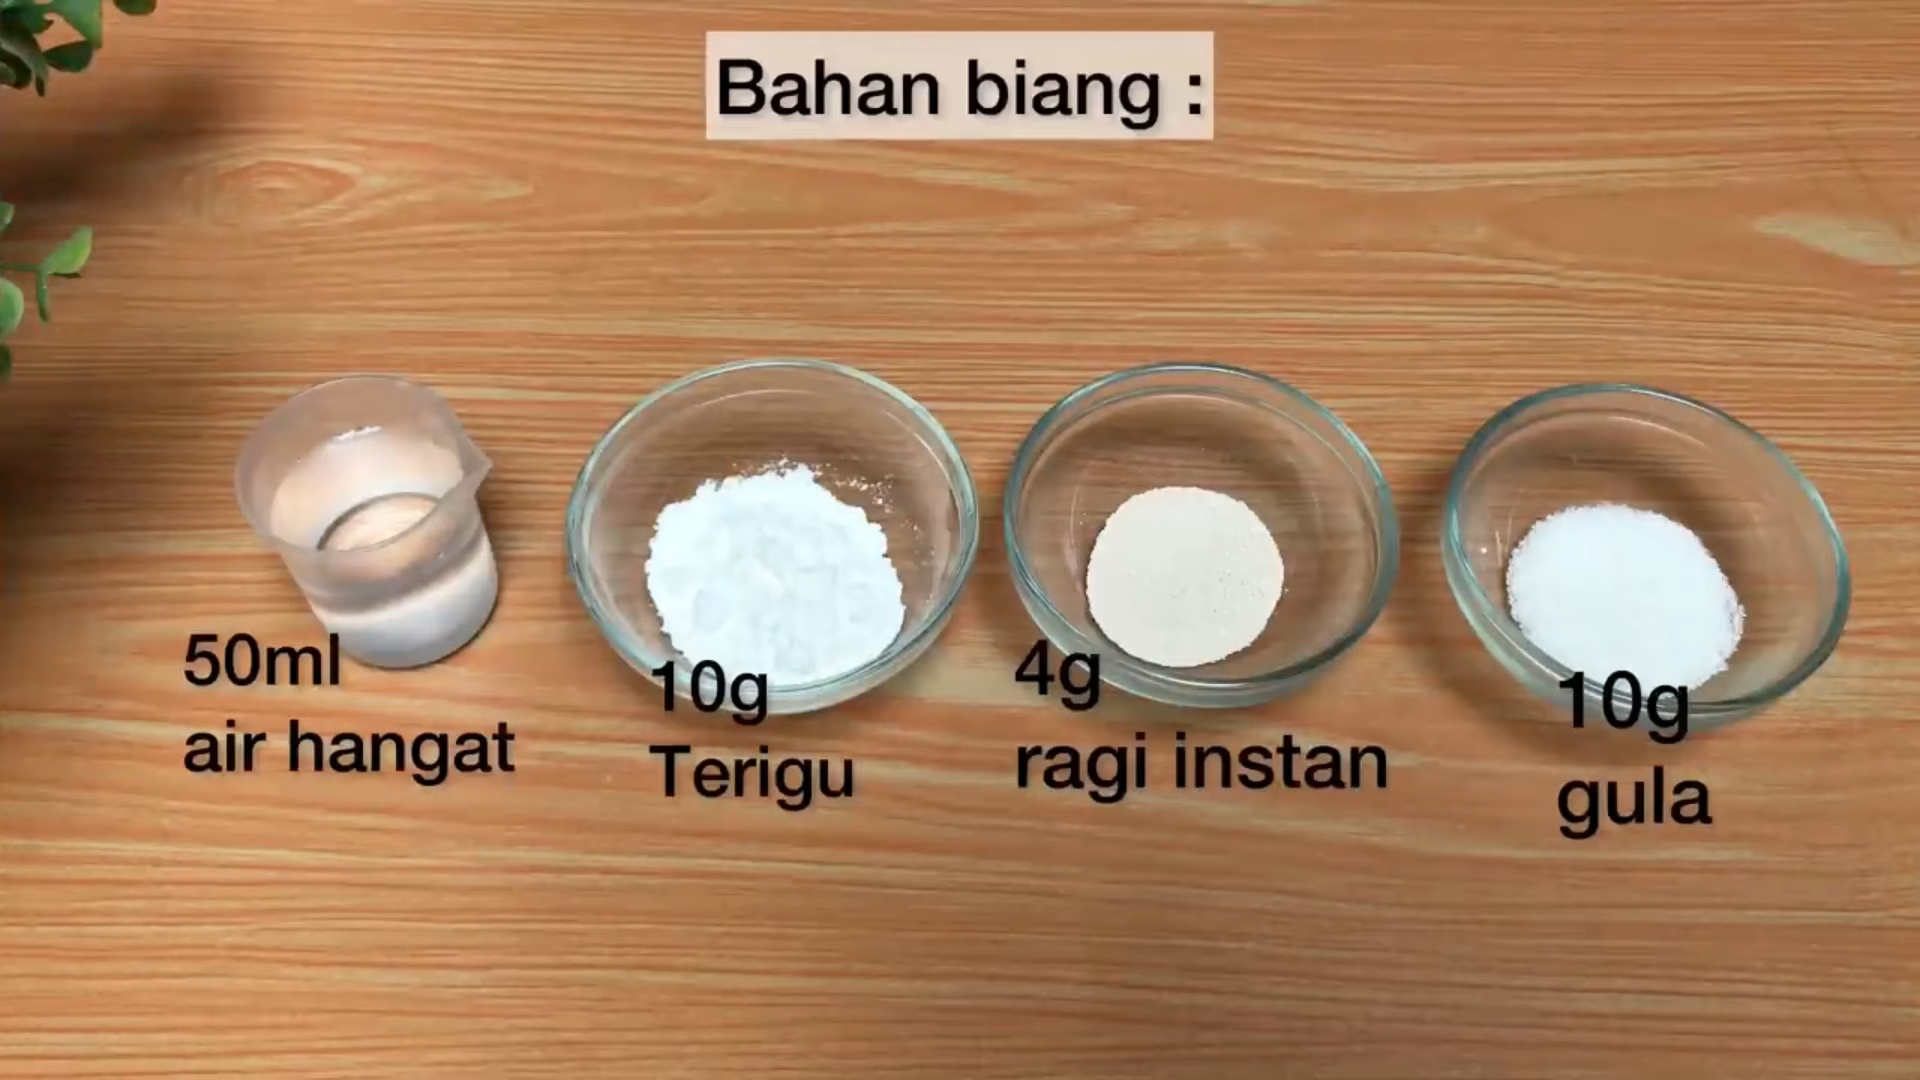 Bahan biang :
50ml
air hangat
10g
Terigu
4g
ragi instan
10g
gula